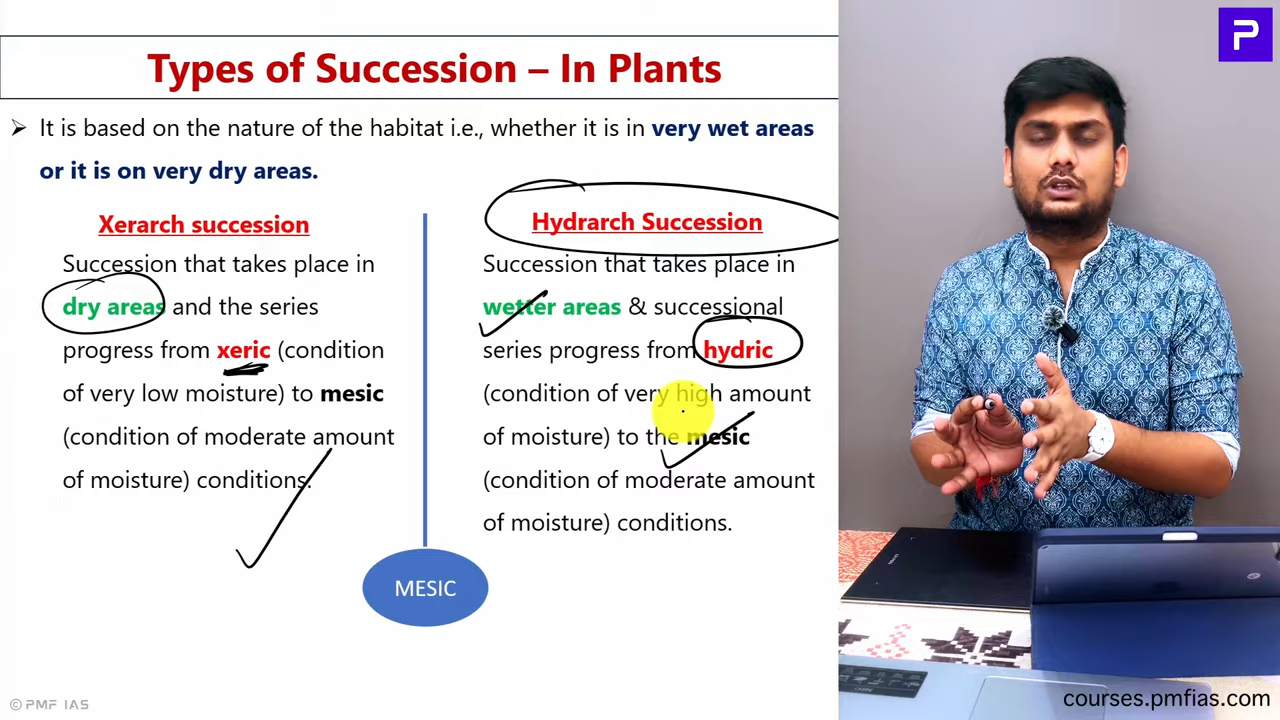 P
Types of Succession – In Plants
➢ It is based on the nature of the habitat i.e., whether it is in very wet areas
or it is on very dry areas.
Xerarch succession
Succession that takes place in
dry areas and the series
progress from xeric (condition
of very low moisture) to mesic
(condition of moderate amount
of moisture) conditions.
Hydrarch Succession
Succession that takes place in
wetter areas & successional
series progress from hydric
(condition of very high amount
of moisture) to the mesic
(condition of moderate amount
of moisture) conditions.
MESIC
© PMF IAS
courses.pmfias.com